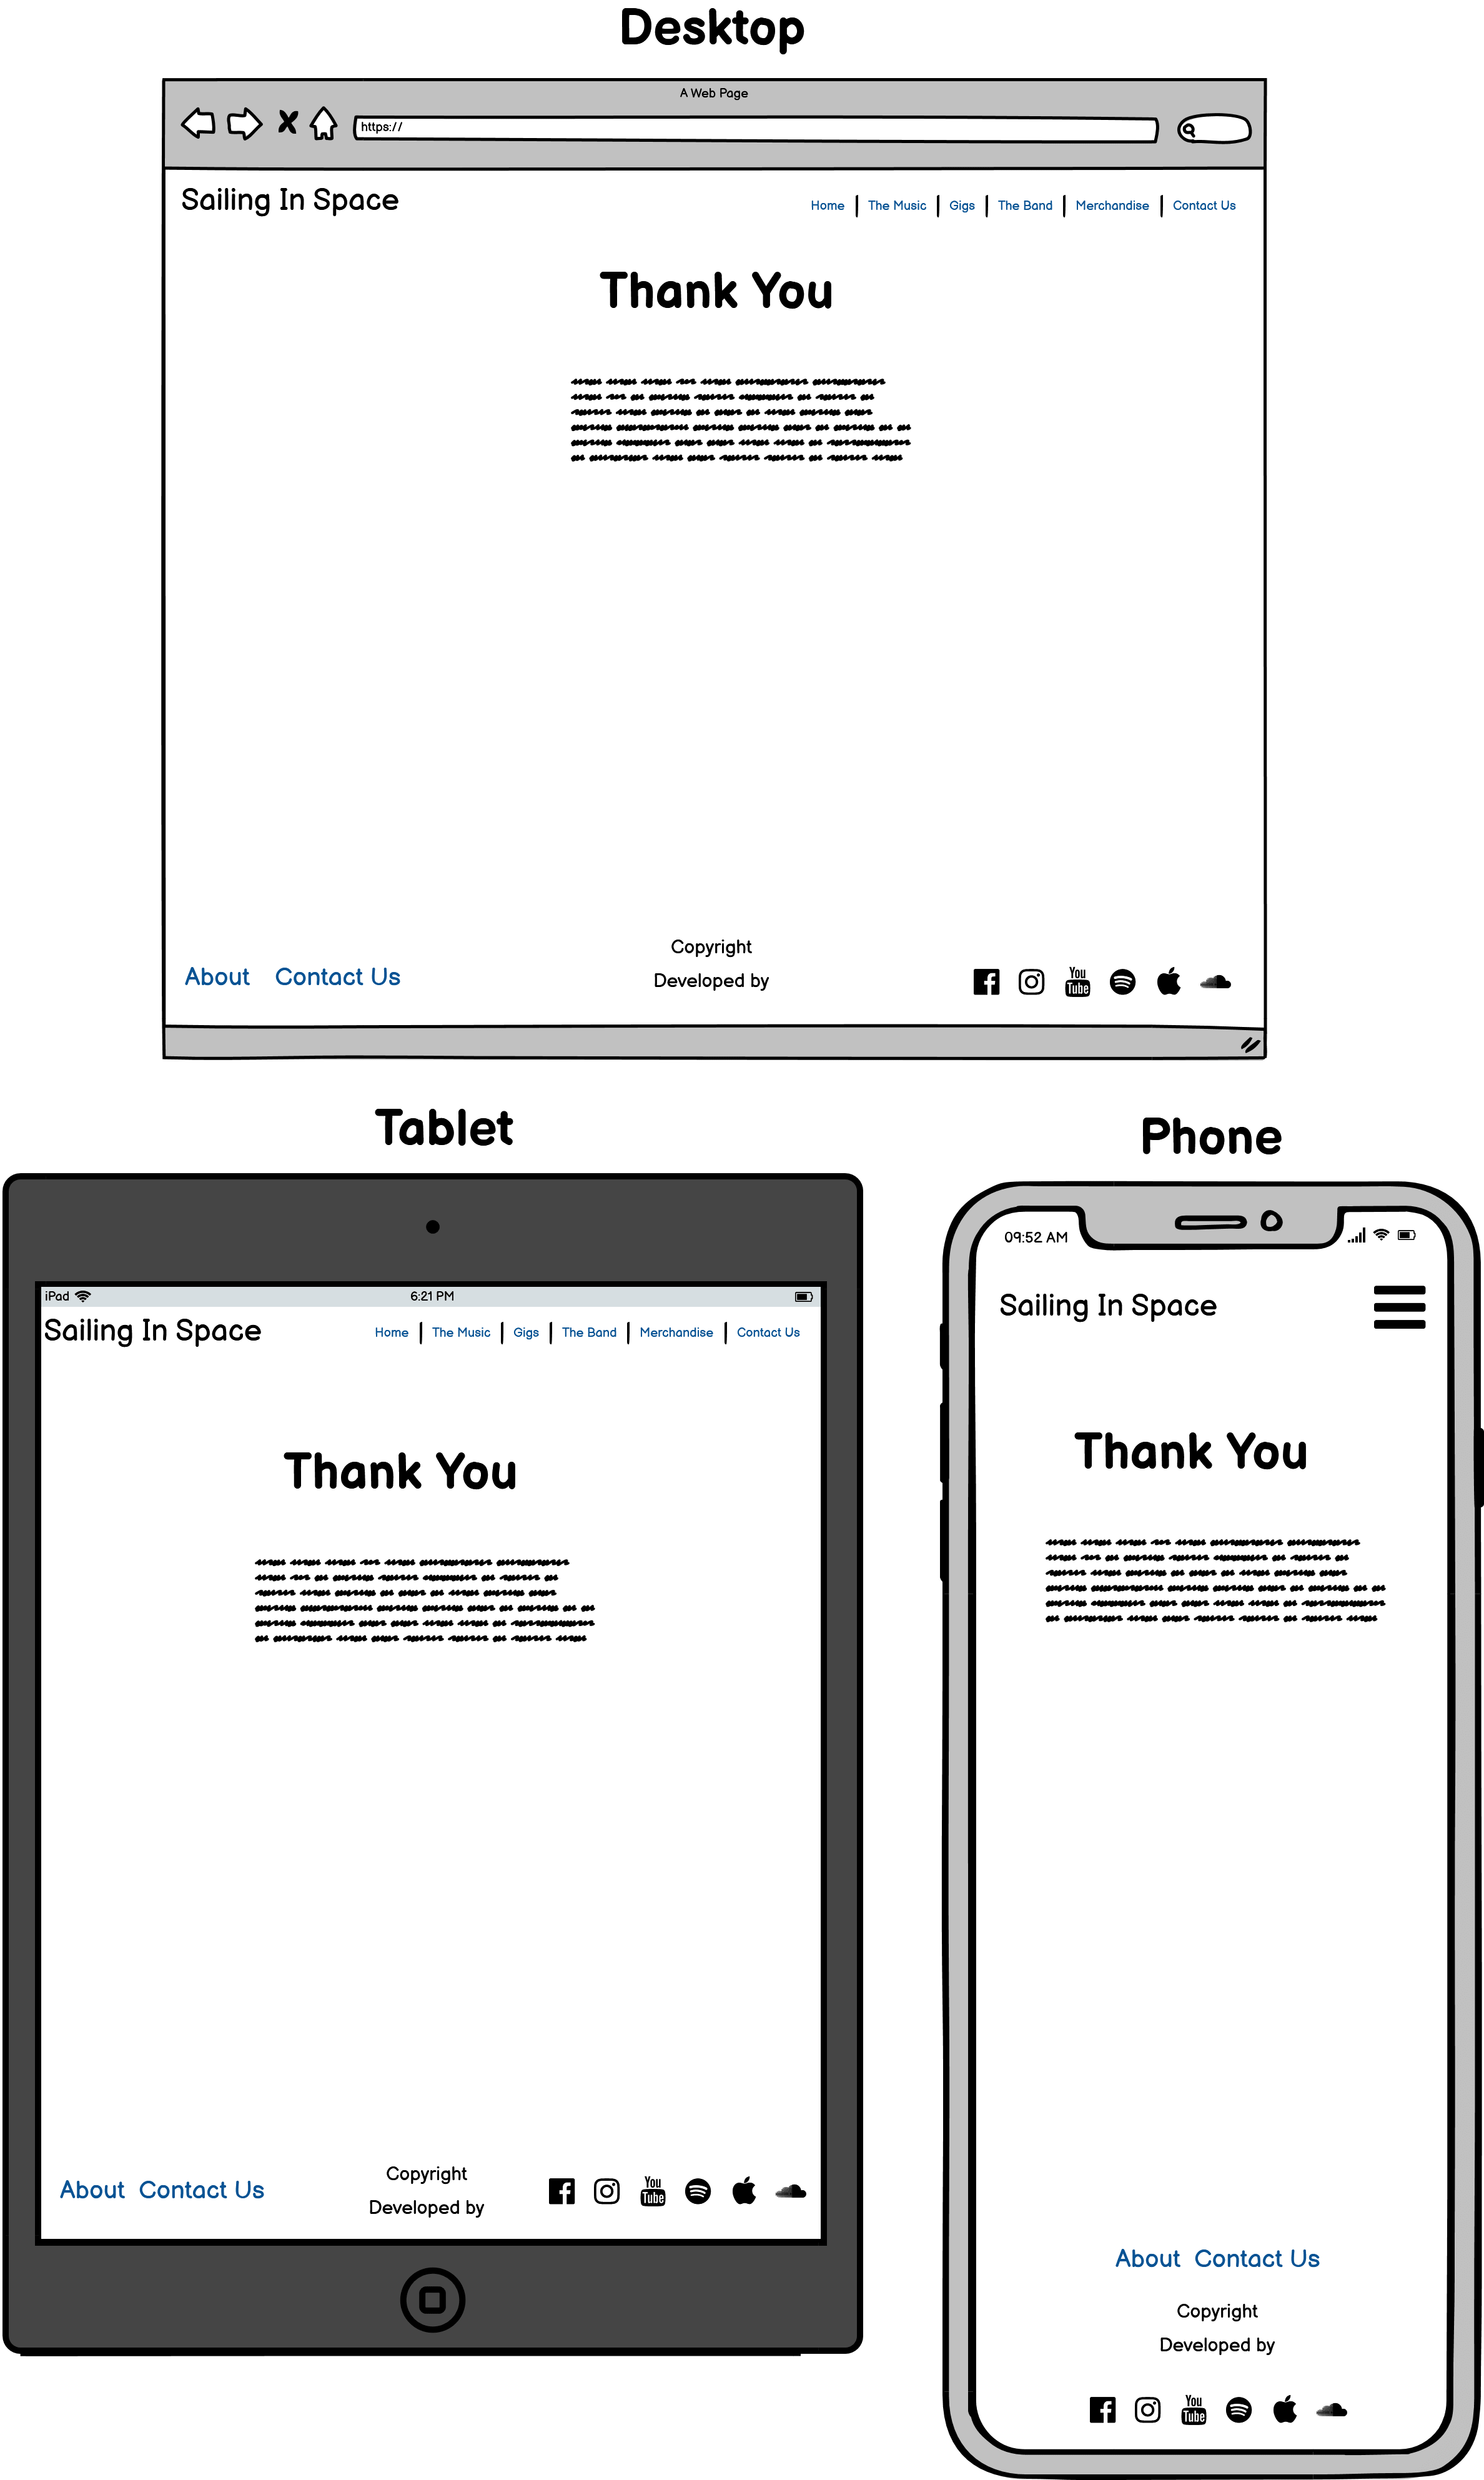 Desktop
A Web Page
https://
Sailing In Space
Home The Music Gigs The Band Merchandise Contact Us
Thank You
Copyright
About Contact Us
Developed by
You
Tube
Tablet
Phone
iPad 6:21 PM
Sailing In Space
Home The Music Gigs The Band Merchandise Contact Us
Thank You
Copyright
About Contact Us
Developed by
You
Tube
09:52 AM
Sailing In Space
Thank You
About Contact Us
Copyright
Developed by
You
Tube